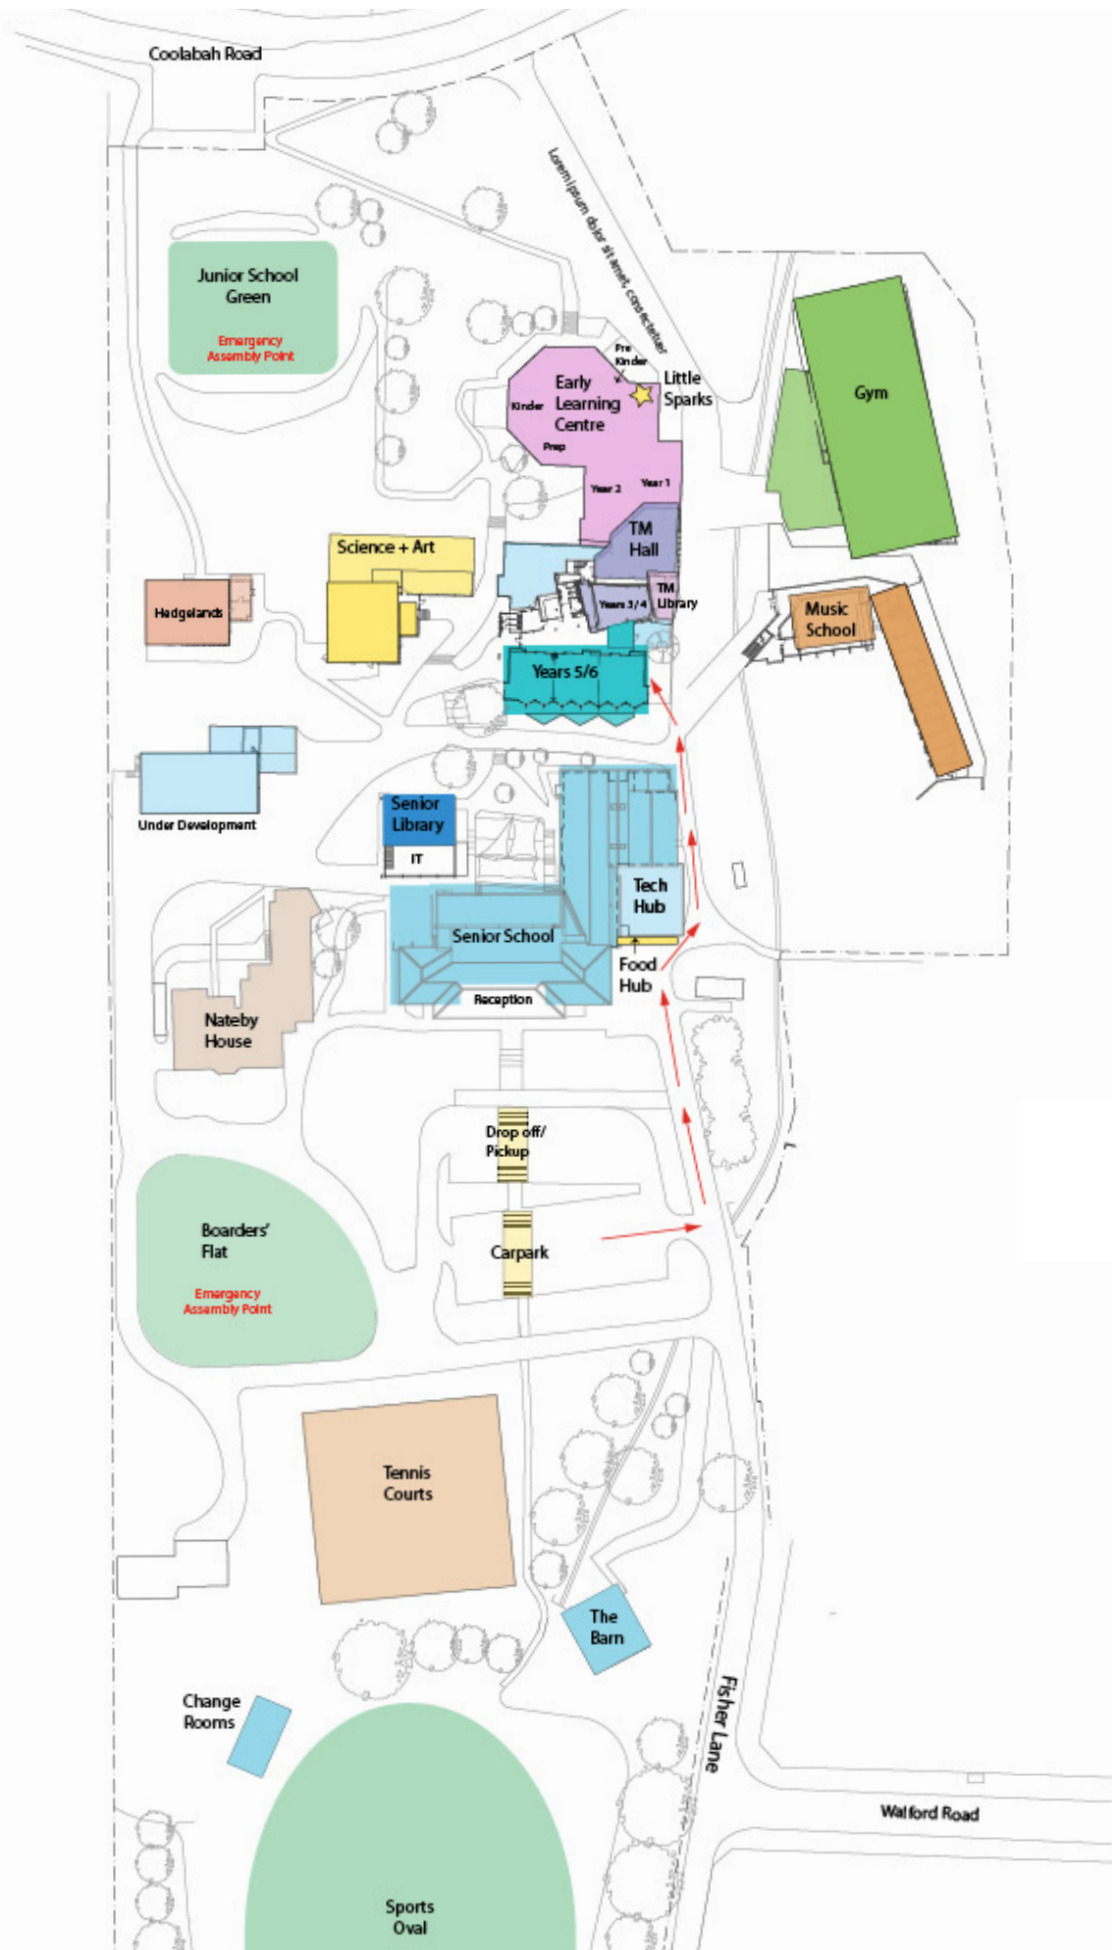 Coolabah Road
Lorem ipsum dolor sit amet, consectetuer
Junior School
Green
Emergency
Assembly Point
Pre
Kinder
Early
Learning
Centre
Little
Sparks
Kinder
Prep
Year 2
Year 1
Gym
TM
Hall
Science + Art
Hedgelands
Years 3/4
TM
Library
Music
School
Years 5/6
Under Development
Senior
Library
IT
Tech
Hub
Senior School
Food
Hub
Reception
Nateby
House
Drop off/
Pickup
Boarders'
Flat
Emergency
Assembly Point
Carpark
Tennis
Courts
The
Barn
Change
Rooms
Fisher Lane
Walford Road
Sports
Oval